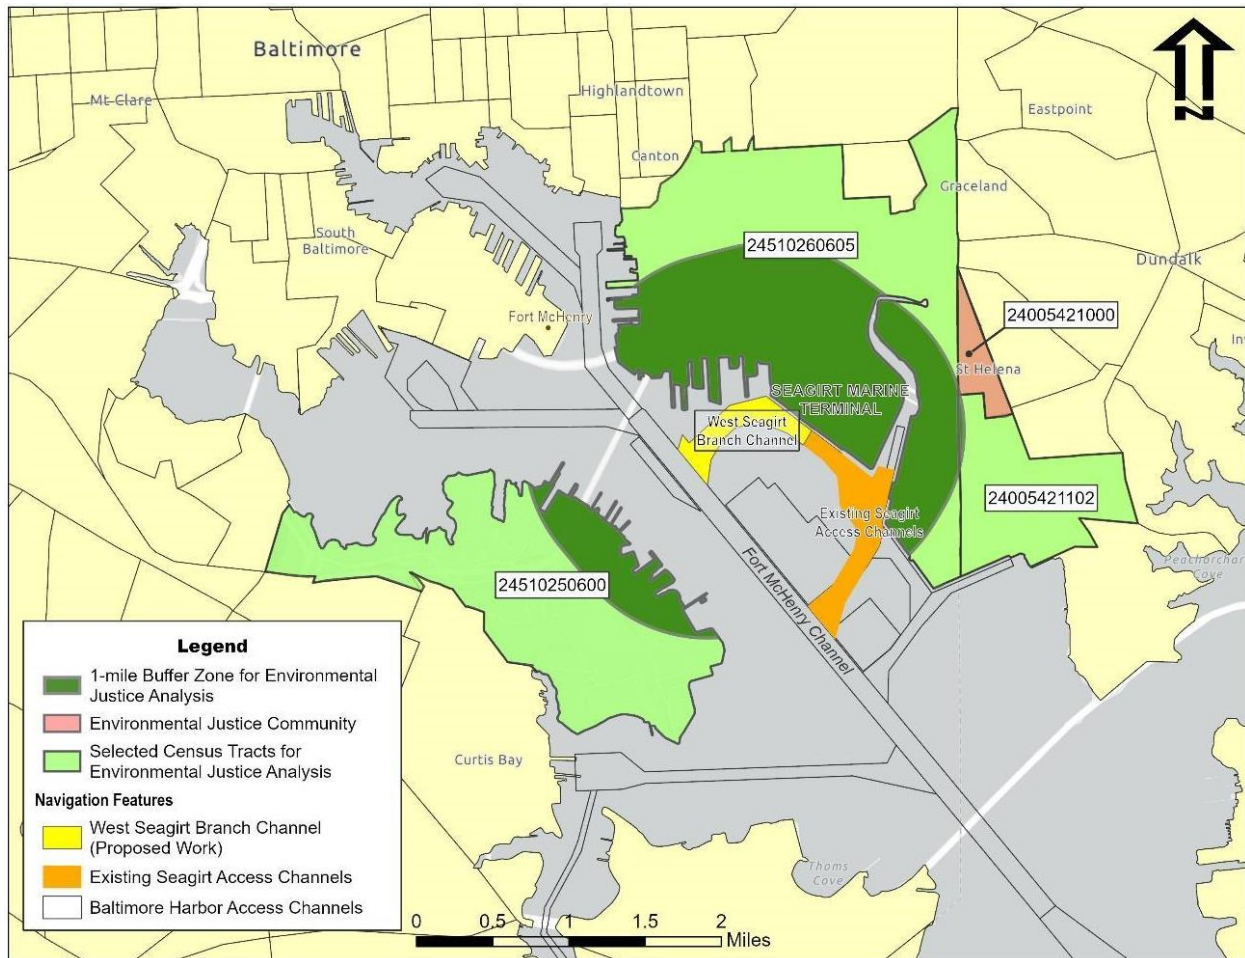 Baltimore
Highlandtown
Mt Clare
Eastpoint
Canton
Graceland
South
Baltimore
24510260605
Dundalk
Fort McHenry
24005421000
St Helena
SEAGIRT MARINE
TERMINAL
West Seagirt
Branch Channel
24005421102
Existing Seagirt
Access Channels
Fort McHenry Channel
24510250600
Cove
Curtis Bay
Thoms
Cove
N
Legend
1-mile Buffer Zone for Environmental
Justice Analysis
Environmental Justice Community
Selected Census Tracts for
Environmental Justice Analysis
Navigation Features
West Seagirt Branch Channel
(Proposed Work)
Existing Seagirt Access Channels
Baltimore Harbor Access Channels
0 0.5 1 1.5 2
Miles